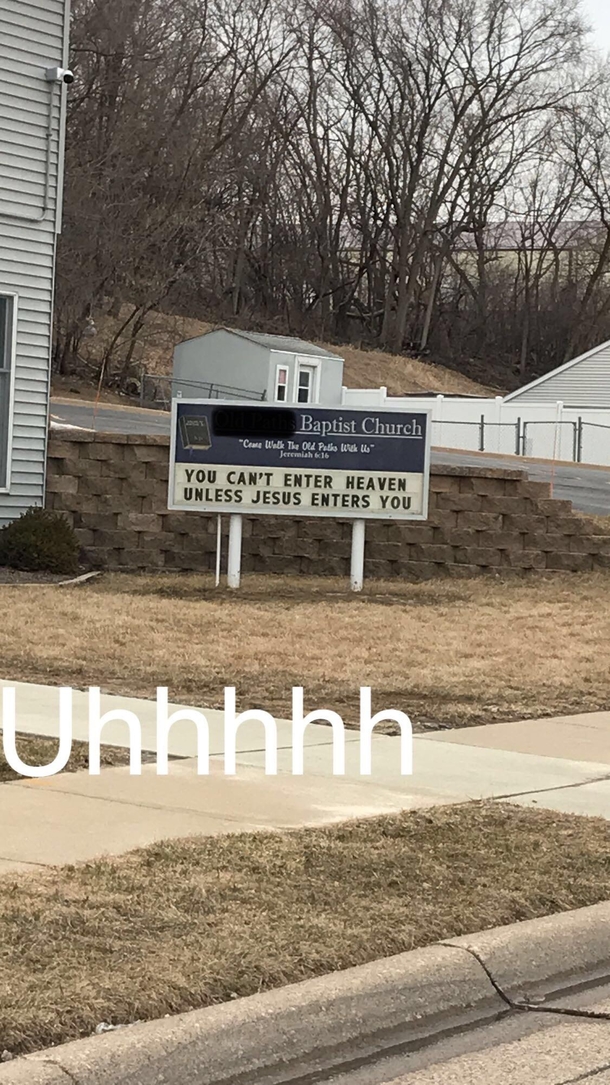 Baptist Church
"Come Walk The Old Paths With Us"
Jeremiah 6:16
YOU CAN'T ENTER HEAVEN
UNLESS JESUS ENTERS YOU
Uhhhhh